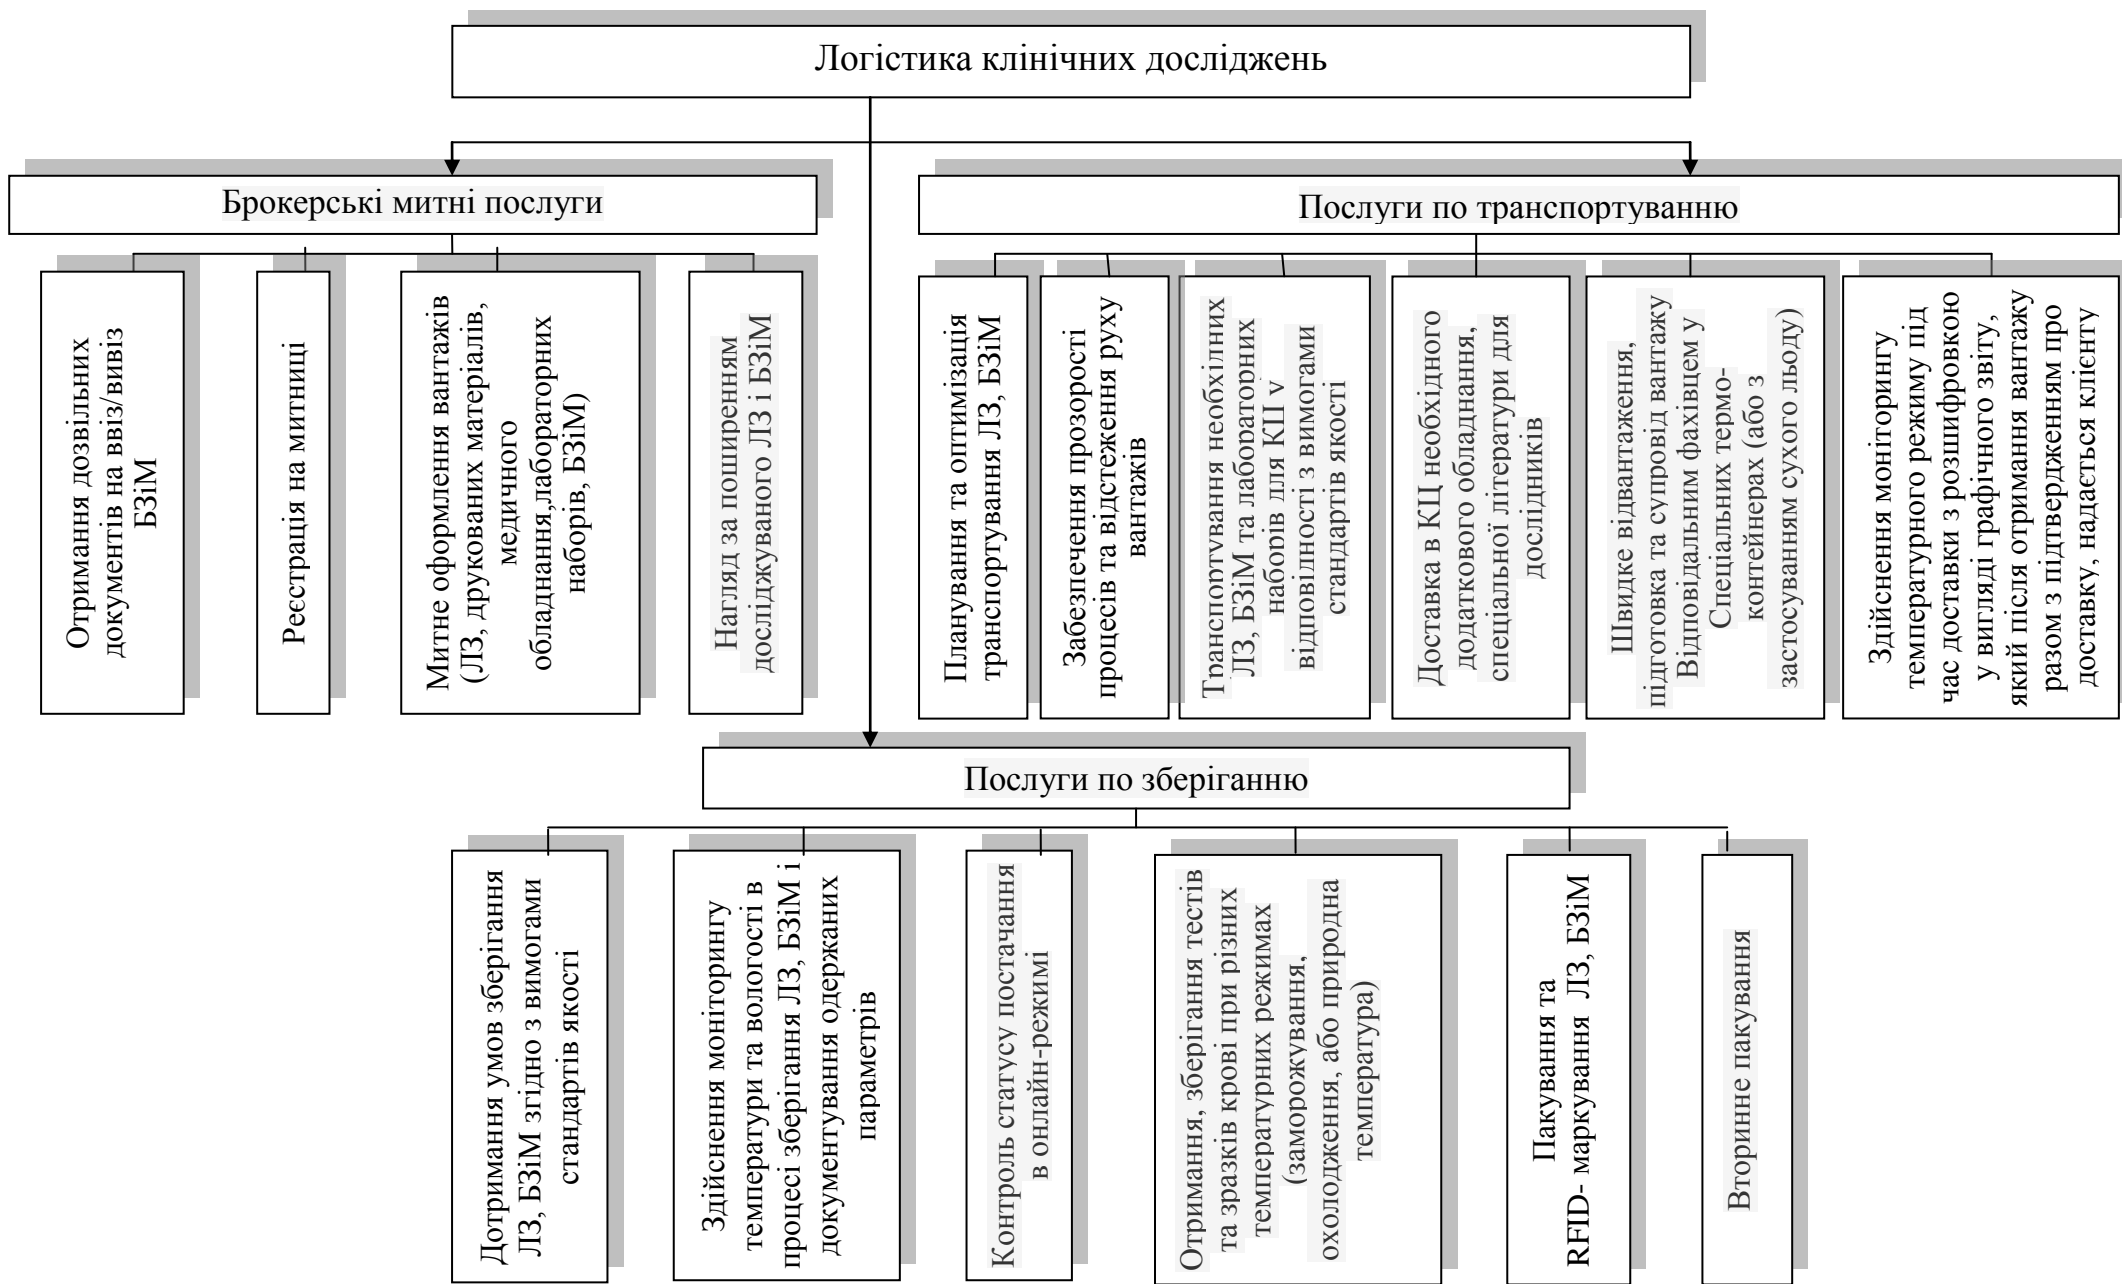 Логістика клінічних досліджень
Брокерські митні послуги
Послуги по транспортуванню
Отримання дозвільних
документів на ввіз/вивіз
БЗіМ
Реєстрація на митниці
Митне оформлення вантажів
(ЛЗ, друкованих матеріалів,
медичного
обладнання,лабораторних
наборів, БЗіМ)
Нагляд за поширенням
досліджуваного ЛЗ і БЗіМ
Планування та оптимізація
транспортування ЛЗ, БЗіМ
Забезпечення прозорості
процесів та відстеження руху
вантажів
Транспортування необхідних
ЛЗ, БЗіМ та лабораторних
наборів для КЦ у
відповідності з вимогами
стандартів якості
Доставка в КЦ необхідного
додаткового обладнання,
спеціальної літератури для
дослідників
Швидке відвантаження,
підготовка та супровід вантажу
Відповідальним фахівцем у
Спеціальних термо-
контейнерах (або з
застосуванням сухого льоду)
Здійснення моніторингу
температурного режиму під
час доставки з розшифровкою
у вигляді графічного звіту,
який після отримання вантажу
разом з підтвердженням про
доставку, надається клієнту
Послуги по зберіганню
Дотримання умов зберігання
ЛЗ, БЗіМ згідно з вимогами
стандартів якості
Здійснення моніторингу
температури та вологості в
процесі зберігання ЛЗ, БЗіМ і
документування одержаних
параметрів
Контроль статусу постачання
в онлайн-режимі
Отримання, зберігання тестів
та зразків крові при різних
температурних режимах
(заморожування,
охолодження, або природна
температура)
Пакування та
RFID- маркування ЛЗ, БЗіМ
Вторинне пакування